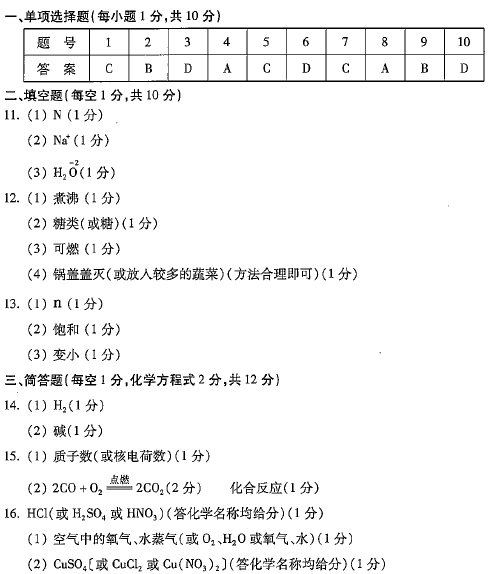 一、单项选择题(每小题1分,共10分)
题 号 1 2 3 4 5 6 7 8 9 10
答 案 C B D A C D C A B D
二、填空题(每空1分,共10分)
11. (1) N (1分)
(2) Na⁺(1分)
(3) H₂O⁻²(1分)
12. (1) 煮沸 (1分)
(2) 糖类(或糖)(1分)
(3) 可燃 (1分)
(4) 锅盖盖灭(或放入较多的蔬菜)(方法合理即可)(1分)
13. (1) n (1分)
(2) 饱和 (1分)
(3) 变小 (1分)
三、简答题(每空1分,化学方程式2分,共12分)
14. (1) H₂(1分)
(2) 碱(1分)
15. (1) 质子数(或核电荷数)(1分)
(2) 2CO+O₂ 点燃══ 2CO₂(2分) 化合反应(1分)
16. HCl(或H₂SO₄ 或HNO₃)(答化学名称均给分)(1分)
(1) 空气中的氧气、水蒸气(或O₂、H₂O或氧气、水)(1分)
(2) CuSO₄〔或CuCl₂ 或Cu(NO₃)₂〕(答化学名称均给分)(1分)